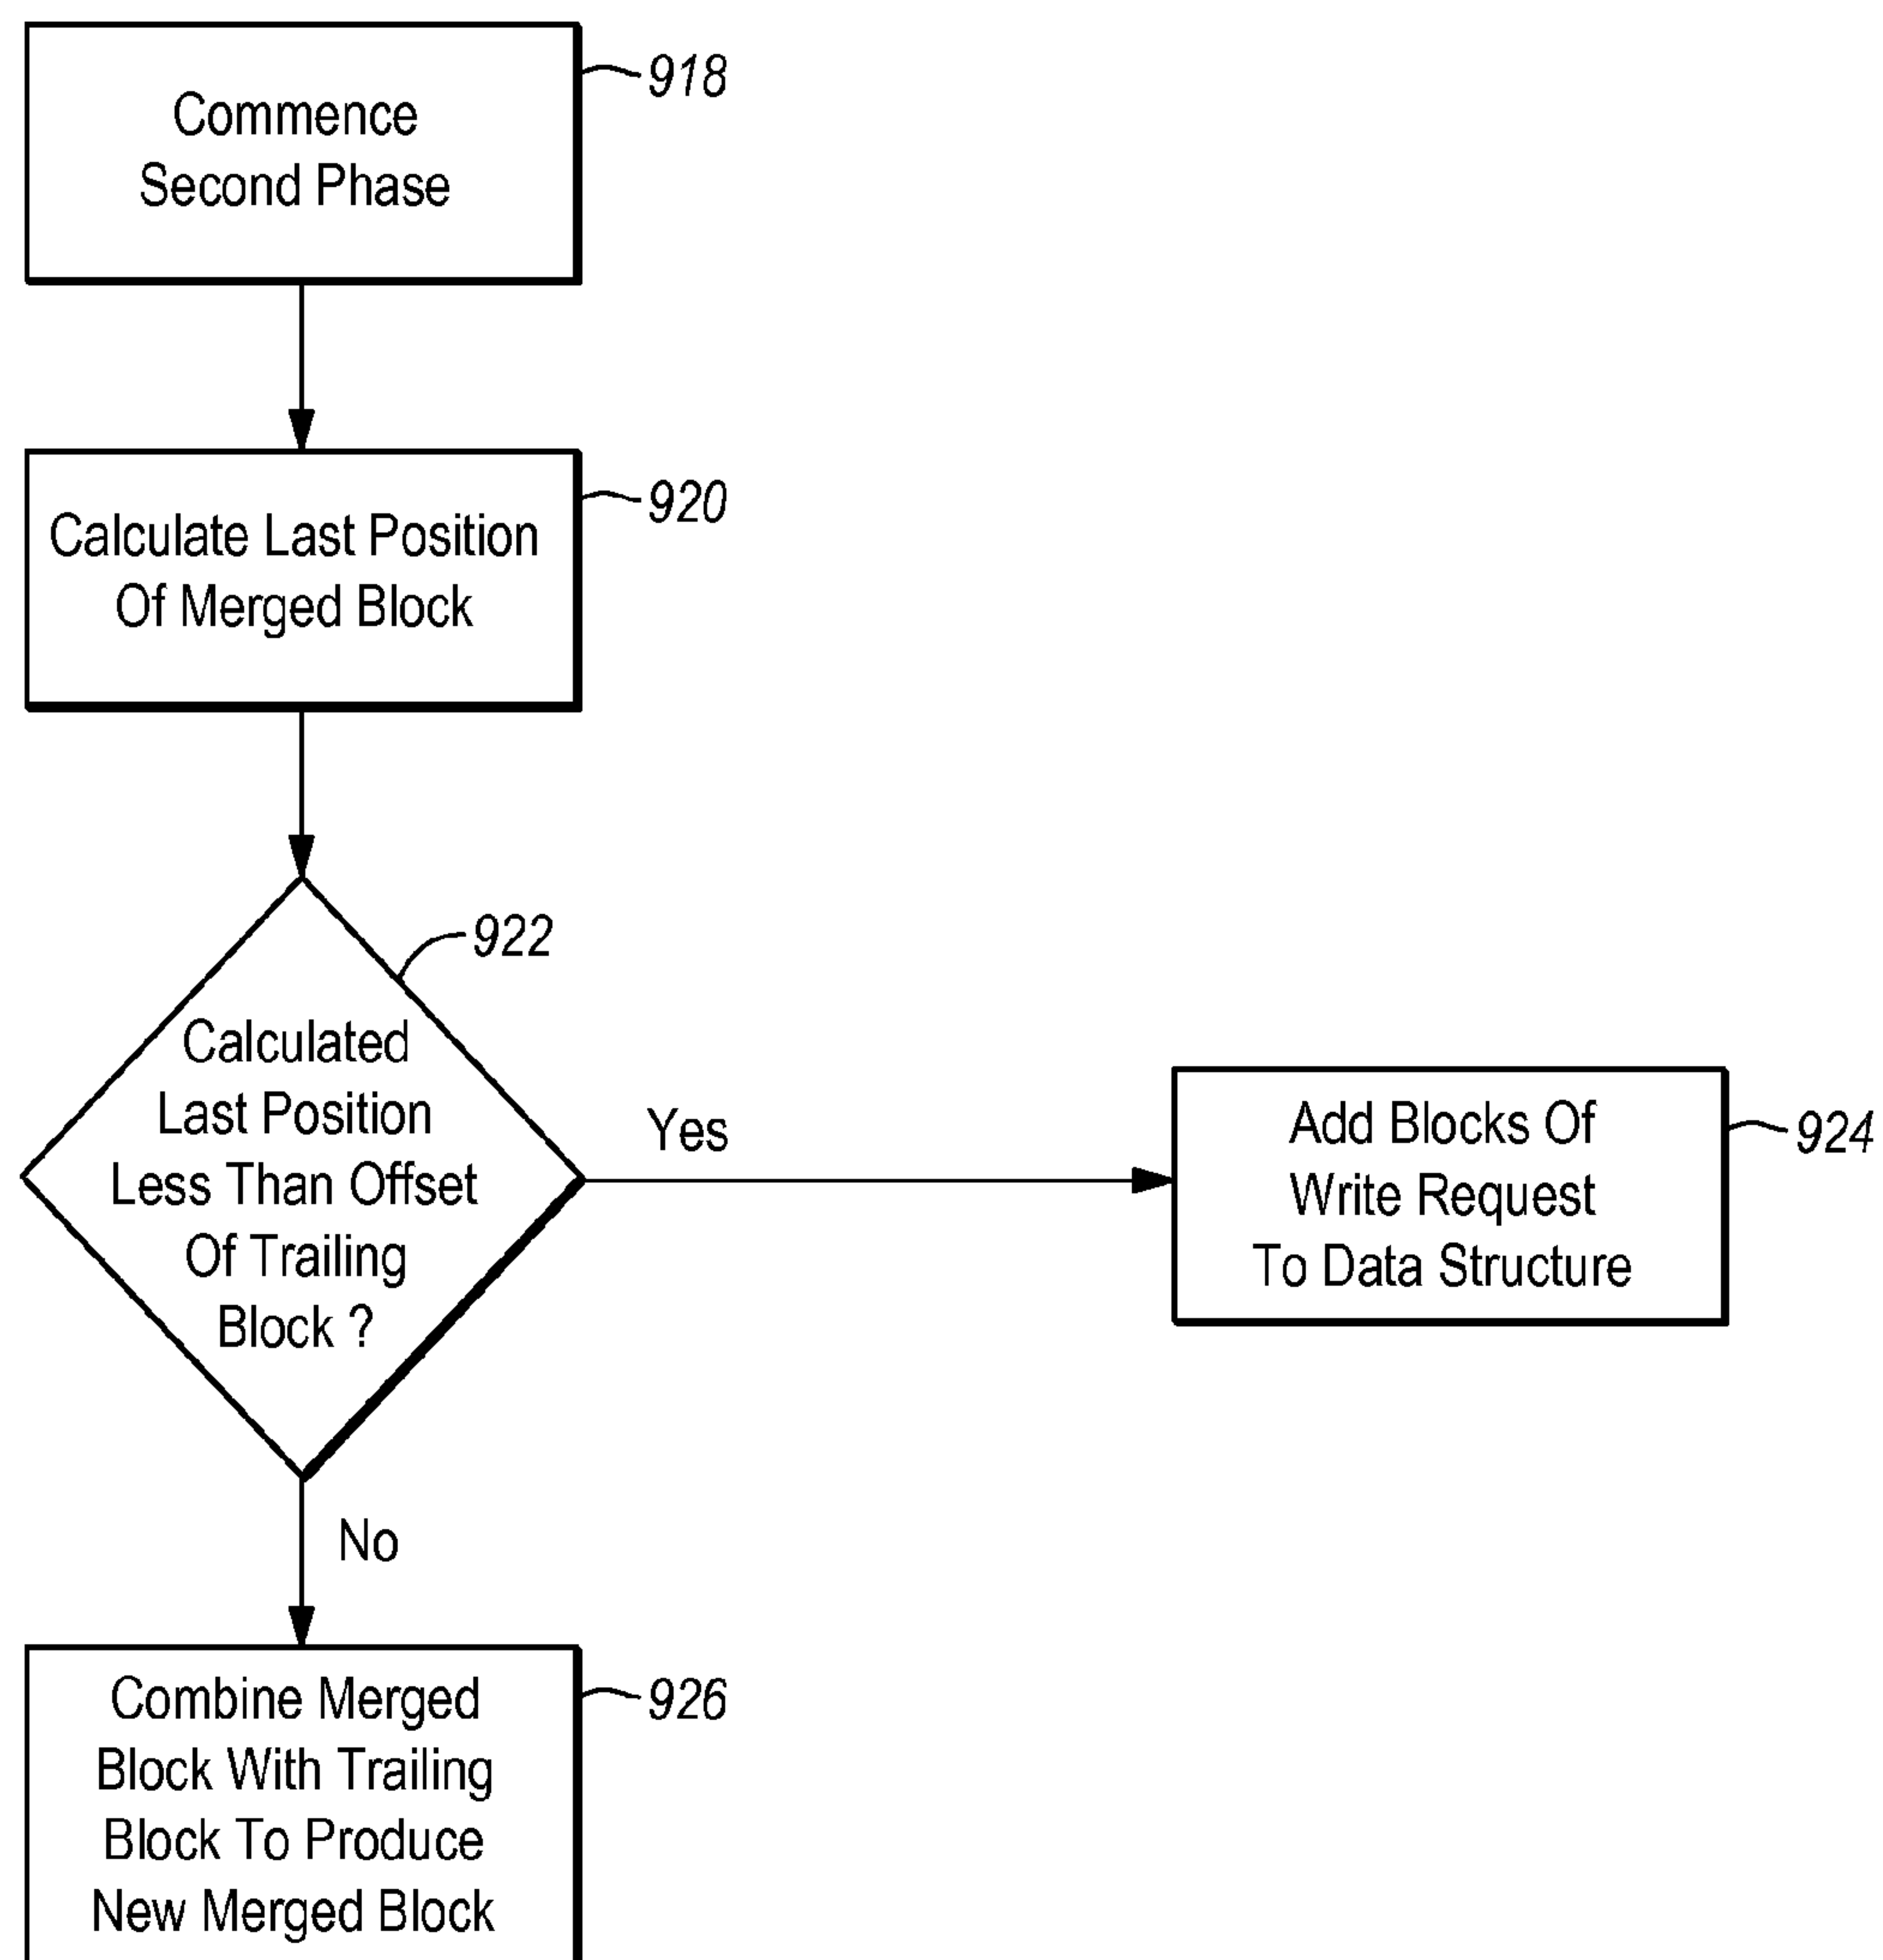 Commence
Second Phase
918
Calculate Last Position
Of Merged Block
920
922
Calculated
Last Position
Less Than Offset
Of Trailing
Block ?
Yes
Add Blocks Of
Write Request
To Data Structure
924
No
Combine Merged
Block With Trailing
Block To Produce
New Merged Block
926